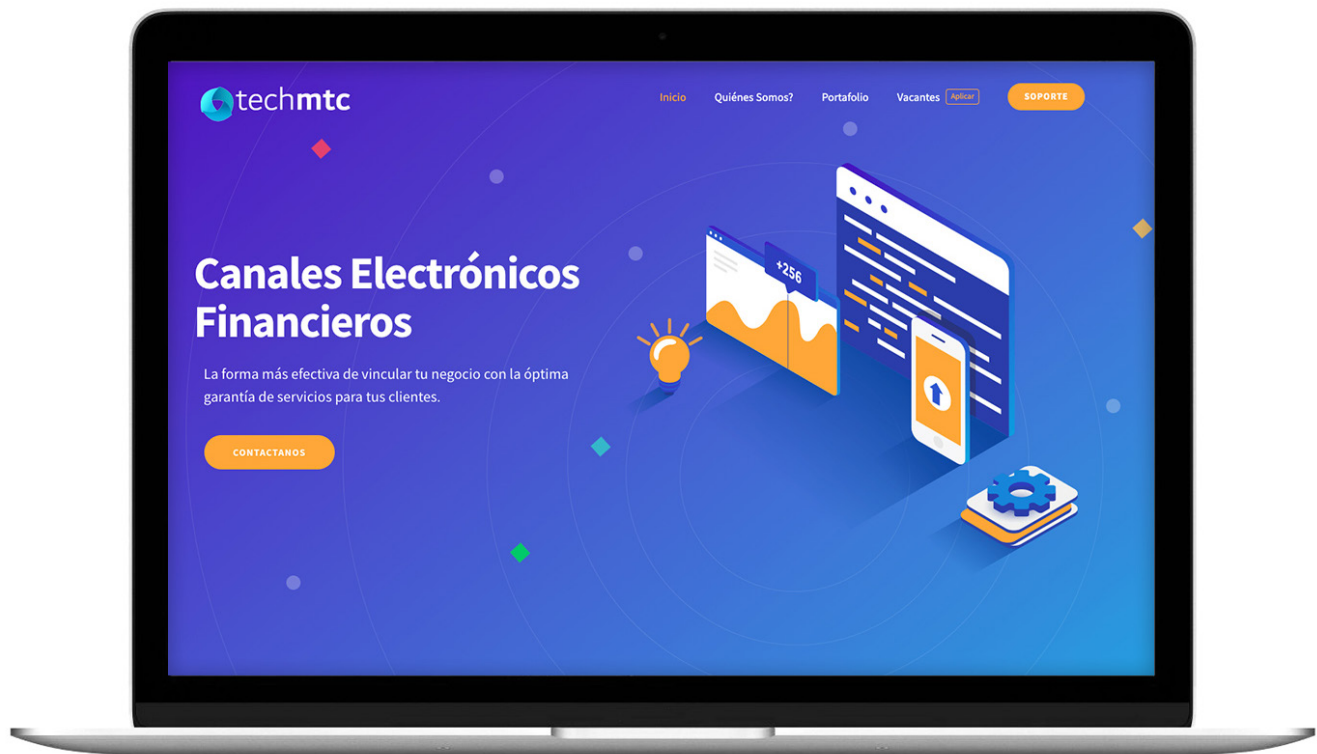 techmtc
Inicio
Quiénes Somos?
Portafolio
Vacantes Aplicar
SOPORTE
Canales Electrónicos
Financieros
La forma más efectiva de vincular tu negocio con la óptima
garantía de servicios para tus clientes.
CONTACTANOS
+256